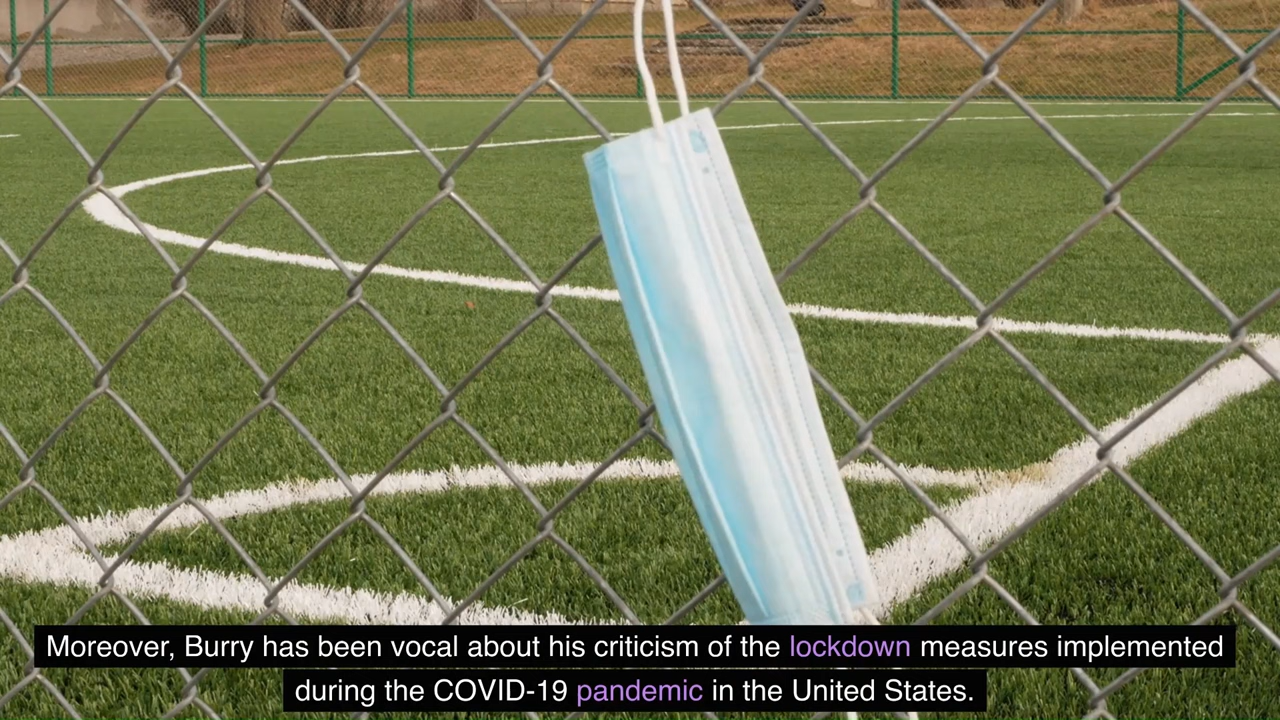 Moreover, Burry has been vocal about his criticism of the lockdown measures implemented
during the COVID-19 pandemic in the United States.